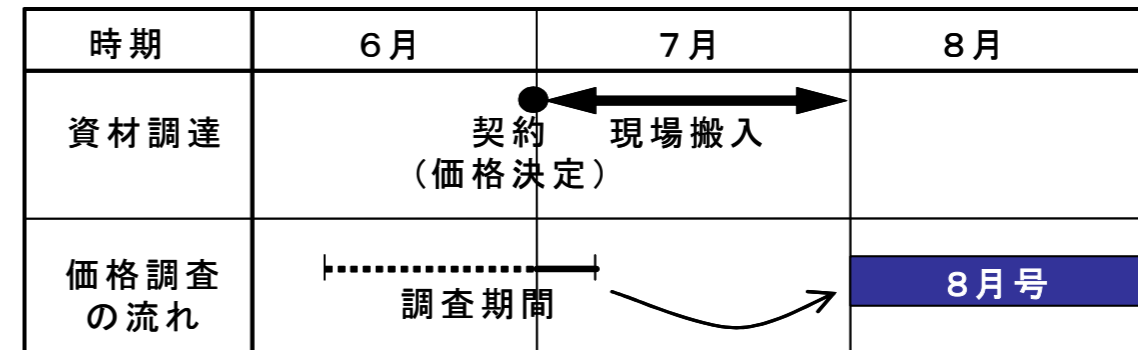 時期
６月
７月
８月
資材調達
契約
（価格決定）
現場搬入
価格調査
の流れ
調査期間
８月号